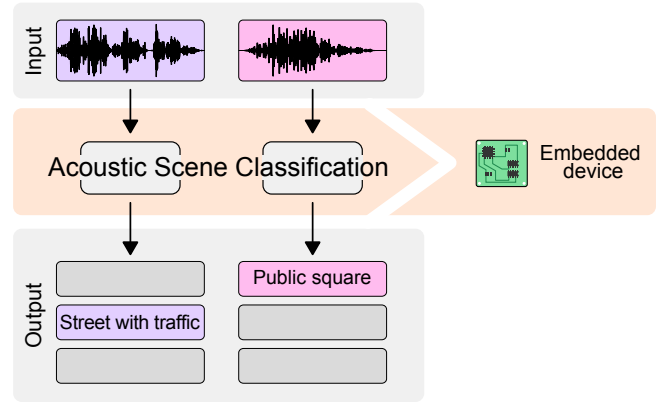 Input
Acoustic Scene Classification
Embedded
device
Output
Public square
Street with traffic